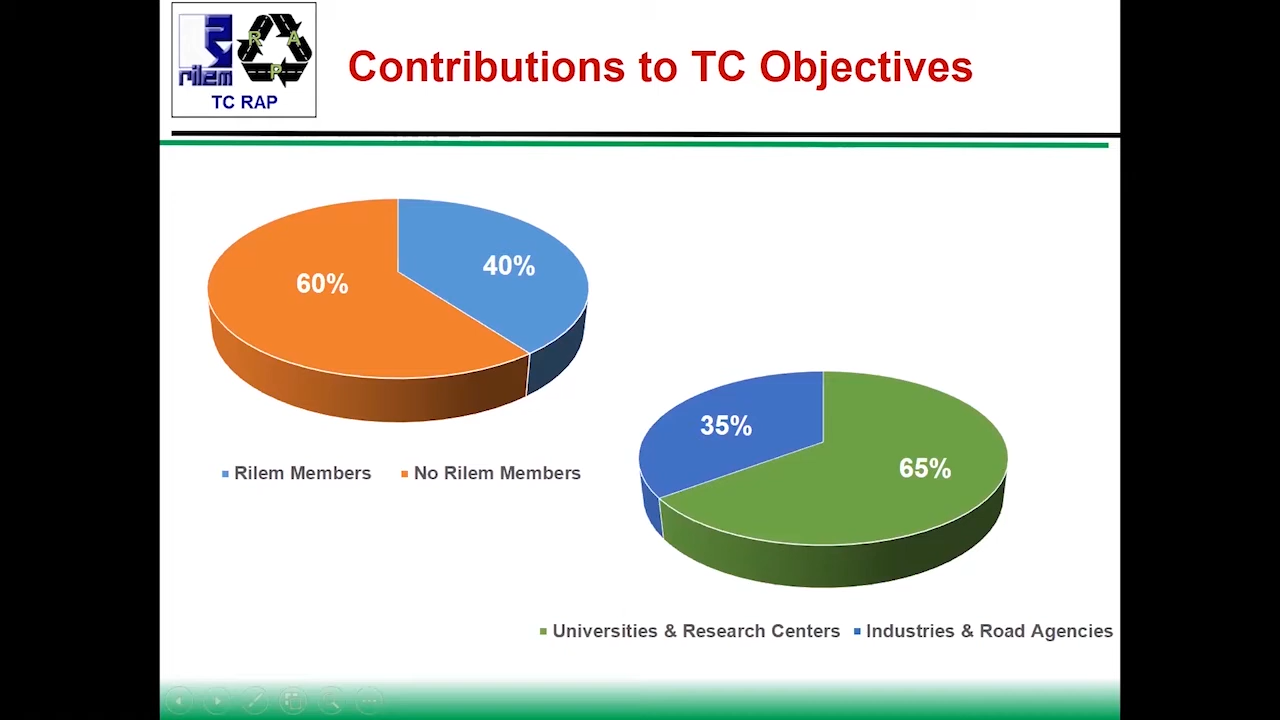 rilem
R A P
TC RAP
Contributions to TC Objectives
60%
40%
Rilem Members No Rilem Members
35%
65%
Universities & Research Centers Industries & Road Agencies